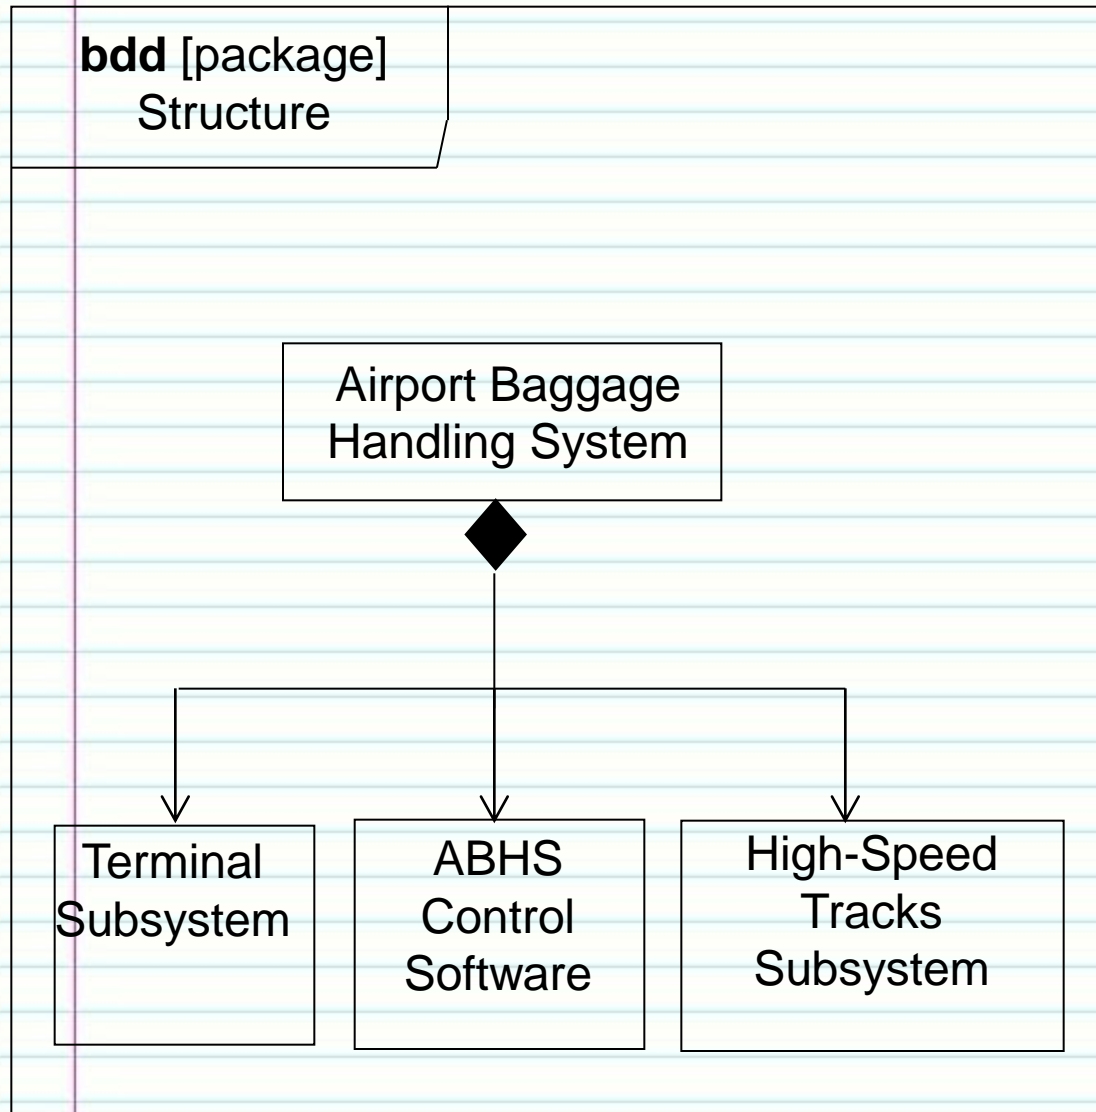 bdd [package]
Structure
Airport Baggage
Handling System
Terminal
Subsystem
ABHS
Control
Software
High-Speed
Tracks
Subsystem